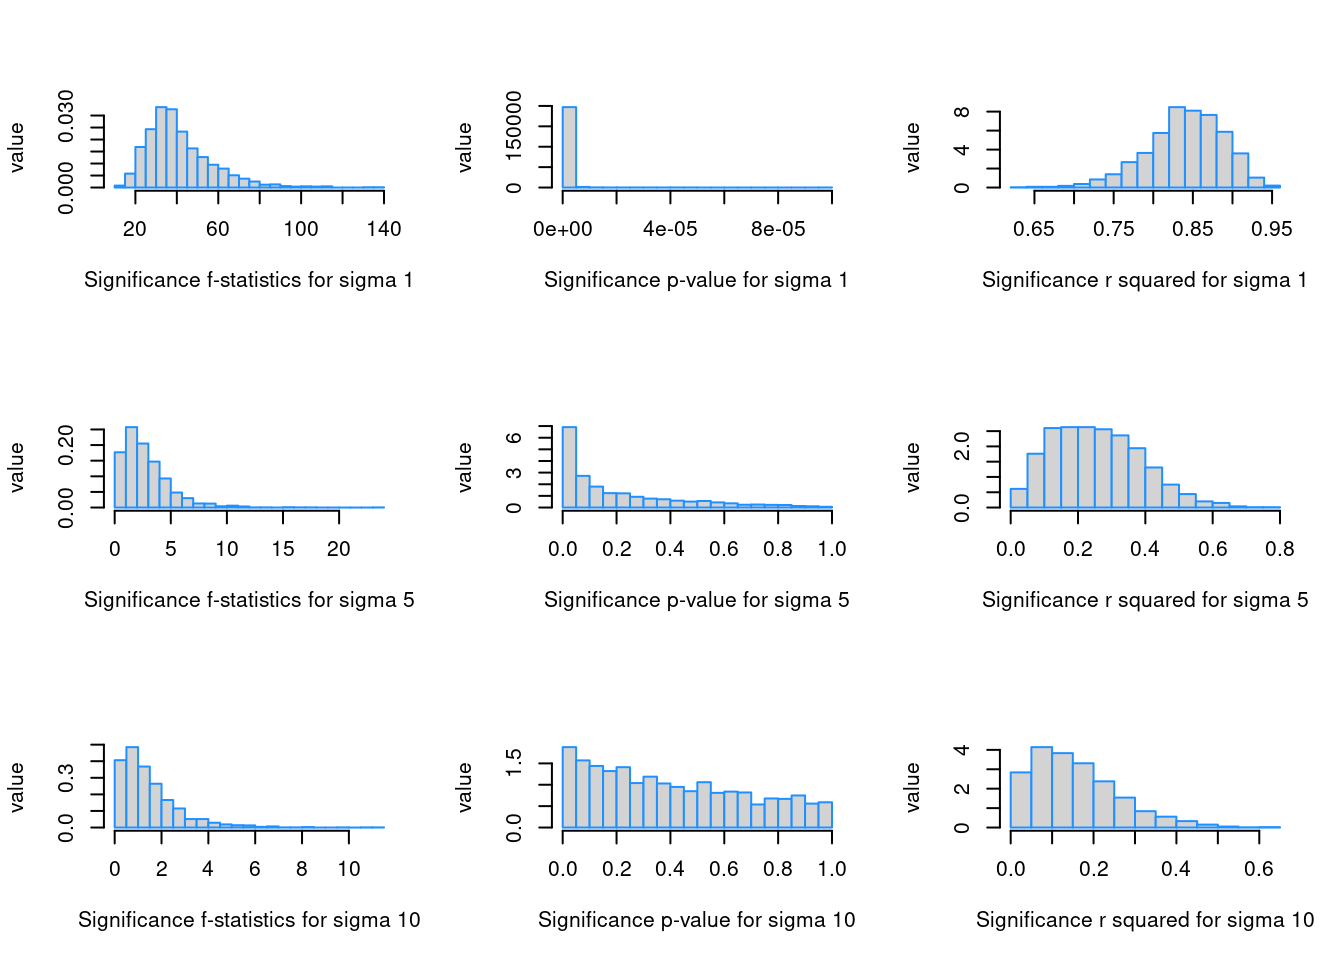 value
0.000 0.030
20 60 100 140
Significance f-statistics for sigma 1
value
0 150000
0e+00 4e-05 8e-05
Significance p-value for sigma 1
value
0 4 8
0.65 0.75 0.85 0.95
Significance r squared for sigma 1
value
0.00 0.20
0 5 10 15 20
Significance f-statistics for sigma 5
value
0 3 6
0.0 0.2 0.4 0.6 0.8 1.0
Significance p-value for sigma 5
value
0.0 2.0
0.0 0.2 0.4 0.6 0.8
Significance r squared for sigma 5
value
0.0 0.3
0 2 4 6 8 10
Significance f-statistics for sigma 10
value
0.0 1.5
0.0 0.2 0.4 0.6 0.8 1.0
Significance p-value for sigma 10
value
0 2 4
0.0 0.2 0.4 0.6
Significance r squared for sigma 10